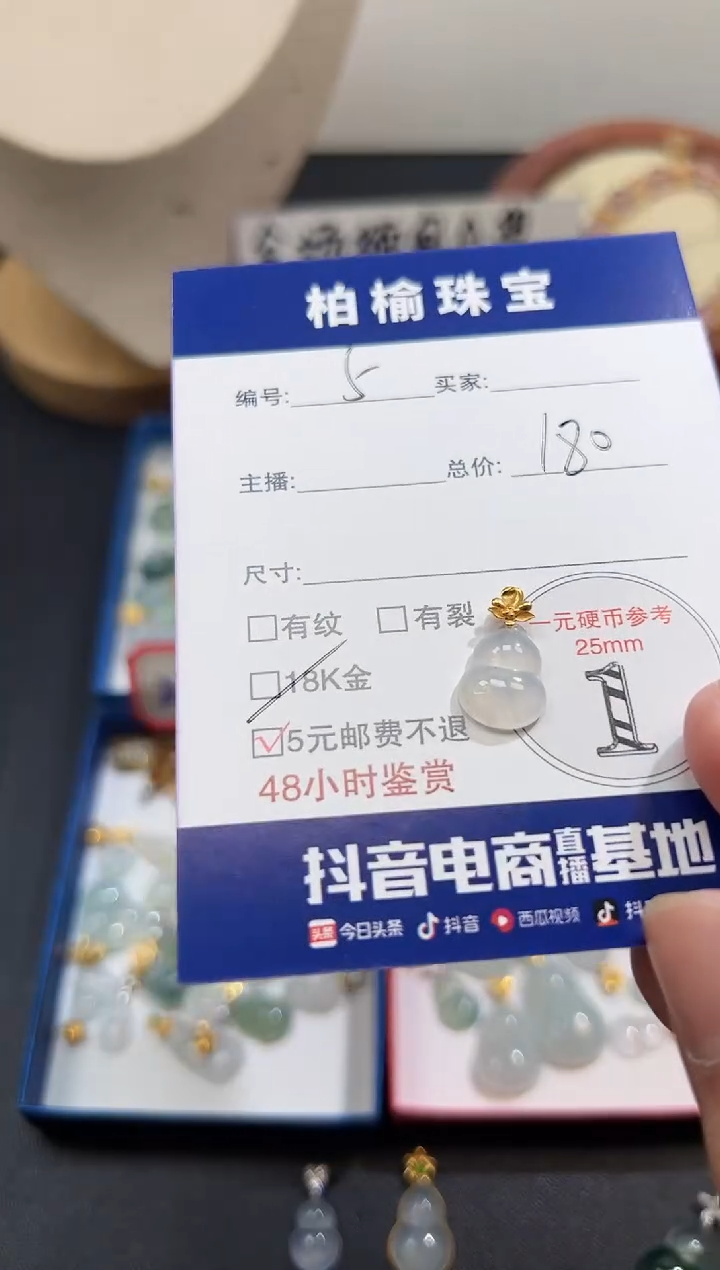 柏榆珠宝
编号: 5 买家:
主播: 总价: 180
尺寸:
有纹 有裂
18K金
5元邮费不退
48小时鉴赏
一元硬币参考
25mm
1
抖音电商直播基地
头条 今日头条 抖音 西瓜视频 抖